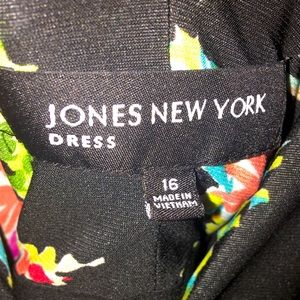 JONES NEW YORK
DRESS
16
MADE IN
VIETNAM